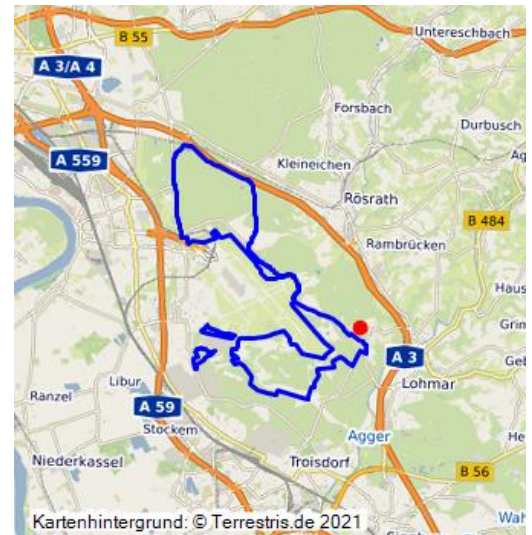 B 55
Untereschbach
A 3/A 4
Forsbach
Durbusch
A 559
Kleineichen
Ag
Rösrath
B 484
Rambrücken
Haus
Grim
A 3
Geb
Ranzel
Libur
A 59
Lohmar
Stockem
Agger
He
Niederkassel
Troisdorf
B 56
Wah
Kartenhintergrund: © Terrestris.de 2021